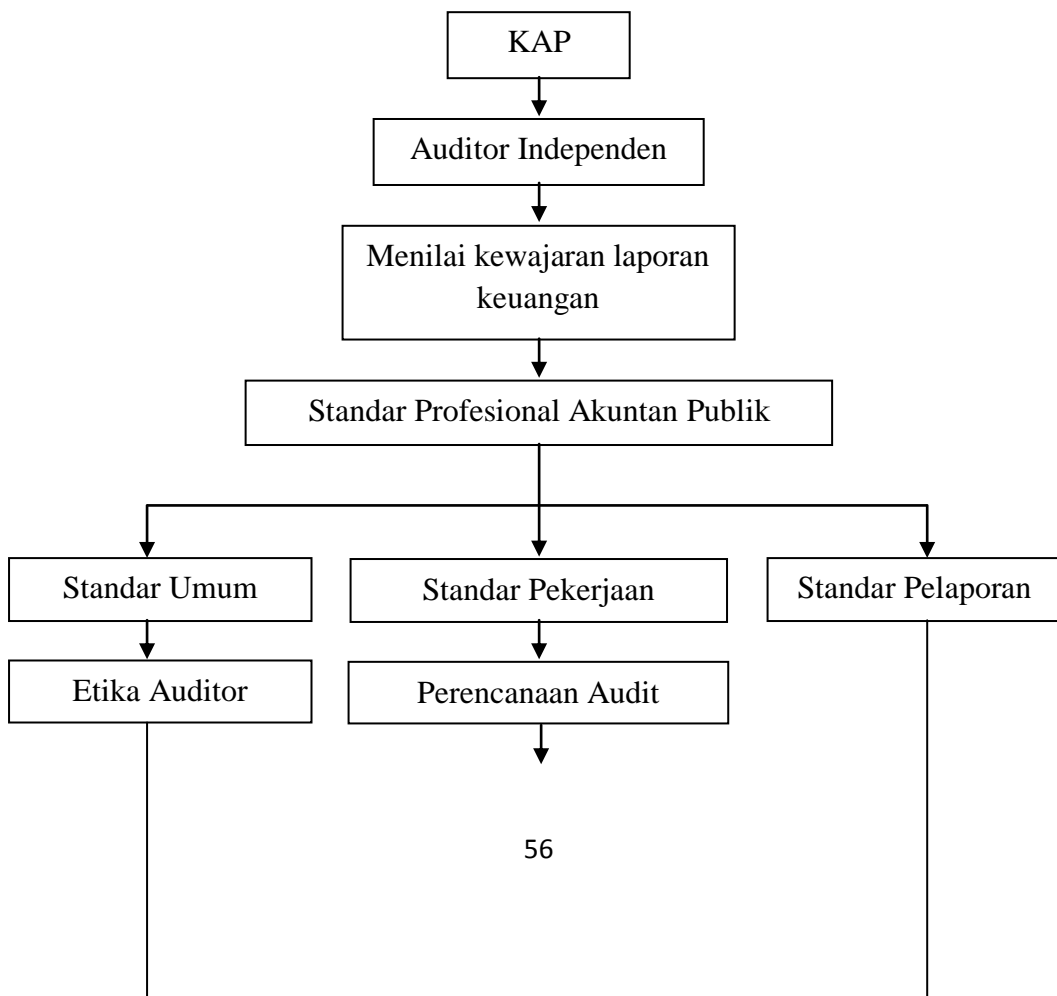 KAP
Auditor Independen
Menilai kewajaran laporan
keuangan
Standar Profesional Akuntan Publik
Standar Umum
Standar Pekerjaan
Standar Pelaporan
Etika Auditor
Perencanaan Audit
56